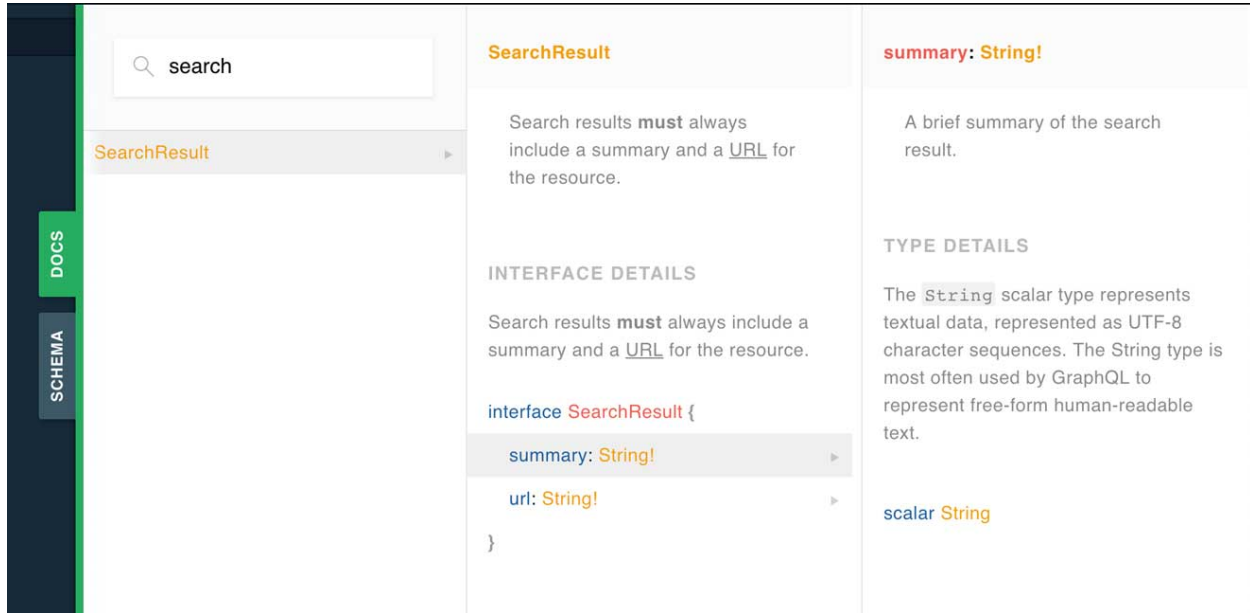 search
SearchResult
DOCS
SCHEMA
SearchResult
Search results must always
include a summary and a URL for
the resource.
INTERFACE DETAILS
Search results must always include a
summary and a URL for the resource.
interface SearchResult {
summary: String!
url: String!
}
summary: String!
A brief summary of the search
result.
TYPE DETAILS
The String scalar type represents
textual data, represented as UTF-8
character sequences. The String type is
most often used by GraphQL to
represent free-form human-readable
text.
scalar String